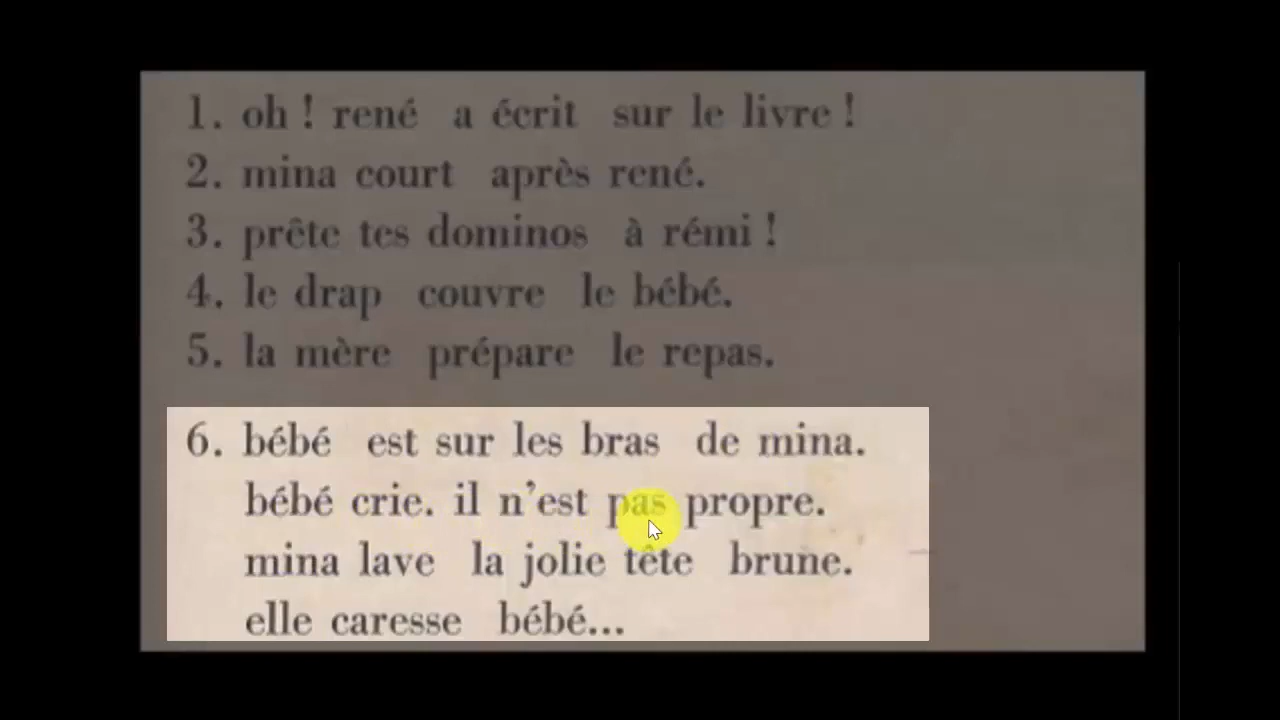 1. oh ! rené a écrit sur le livre !
2. mina court après rené.
3. prête tes dominos à rémi !
4. le drap couvre le bébé.
5. la mère prépare le repas.
6. bébé est sur les bras de mina.
bébé crie. il n'est pas propre.
mina lave la jolie tête brune.
elle caresse bébé...